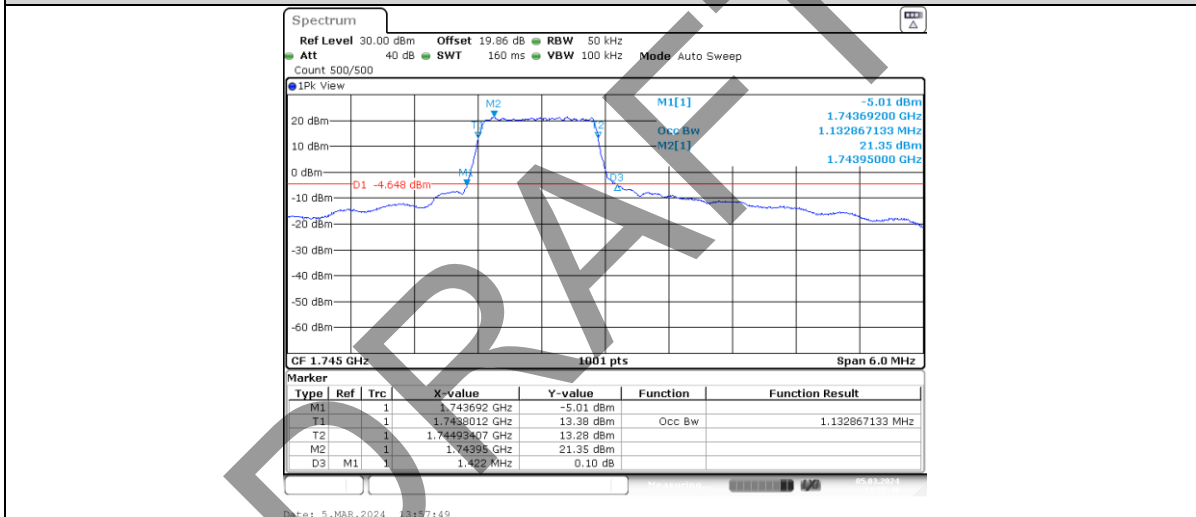 Spectrum
Ref Level 30.00 dBm Offset 19.86 dB RBW 50 kHz
Att 40 dB SWT 160 ms VBW 100 kHz Mode Auto Sweep
Count 500/500
1Pk View
M1[1] -5.01 dBm
1.74369200 GHz
Occ Bw 1.132867133 MHz
M2[1] 21.35 dBm
1.74395000 GHz
M2
20 dBm
T1 T2
10 dBm
0 dBm
M1 D3
D1 -4.648 dBm
-10 dBm
-20 dBm
-30 dBm
-40 dBm
-50 dBm
-60 dBm
CF 1.745 GHz 1001 pts Span 6.0 MHz
Marker
Type Ref Trc X-value Y-value Function Function Result
M1 1 1.743692 GHz -5.01 dBm
T1 1 1.7438012 GHz 13.38 dBm Occ Bw 1.132867133 MHz
T2 1 1.74493407 GHz 13.28 dBm
M2 1 1.74395 GHz 21.35 dBm
D3 M1 1 1.422 MHz 0.10 dB
Measuring 05.03.2024
Date: 5.MAR.2024 13:57:49
DRAFT